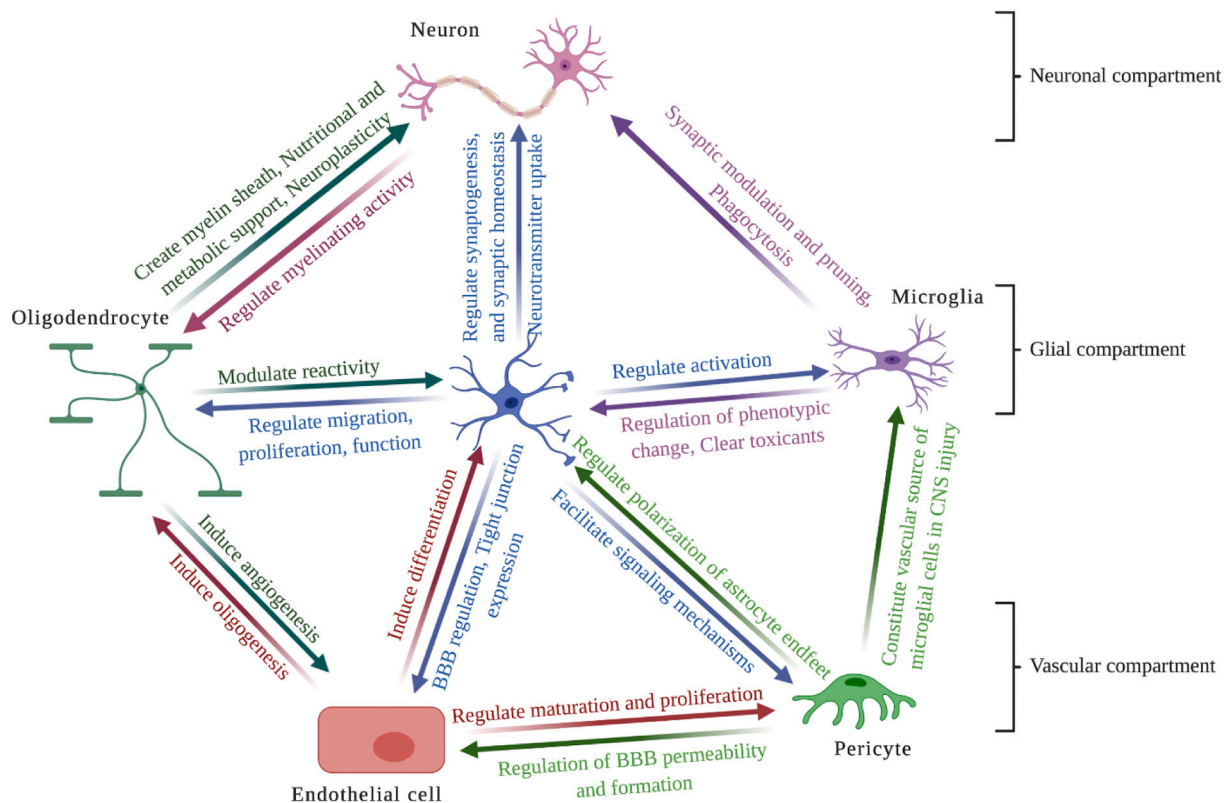 Neuron
Neuronal compartment
Create myelin sheath, Nutritional and
metabolic support, Neuroplasticity
Regulate myelinating activity
Regulate synaptogenesis,
and synaptic homeostasis
Neurotransmitter uptake
Synaptic modulation and pruning,
Phagocytosis
Oligodendrocyte
Microglia
Glial compartment
Modulate reactivity
Regulate migration,
proliferation, function
Regulate activation
Regulation of phenotypic
change, Clear toxicants
Induce angiogenesis
Induce oligogenesis
Induce differentiation
BBB regulation, Tight junction
expression
Regulate polarization of astrocyte endfeet
Facilitate signaling mechanisms
Constitute vascular source of
microglial cells in CNS injury
Vascular compartment
Regulate maturation and proliferation
Regulation of BBB permeability
and formation
Endothelial cell
Pericyte